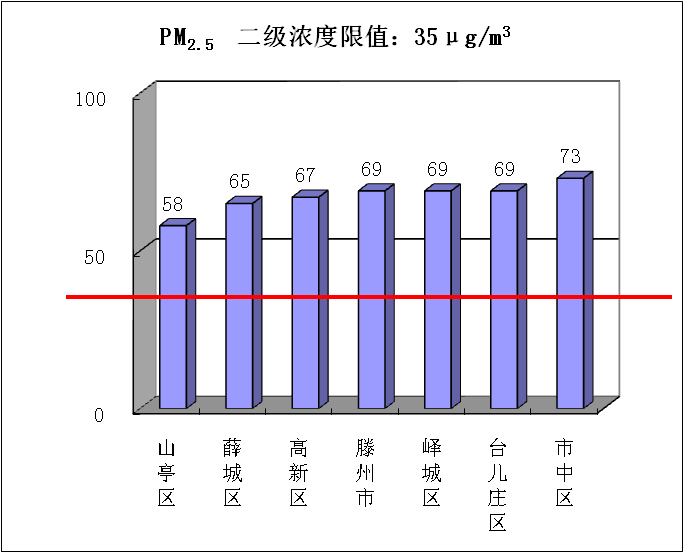 PM2.5 二级浓度限值：35μg/m³
100
50
0
58
65
67
69
69
69
73
山亭区
薛城区
高新区
滕州市
峄城区
台儿庄区
市中区